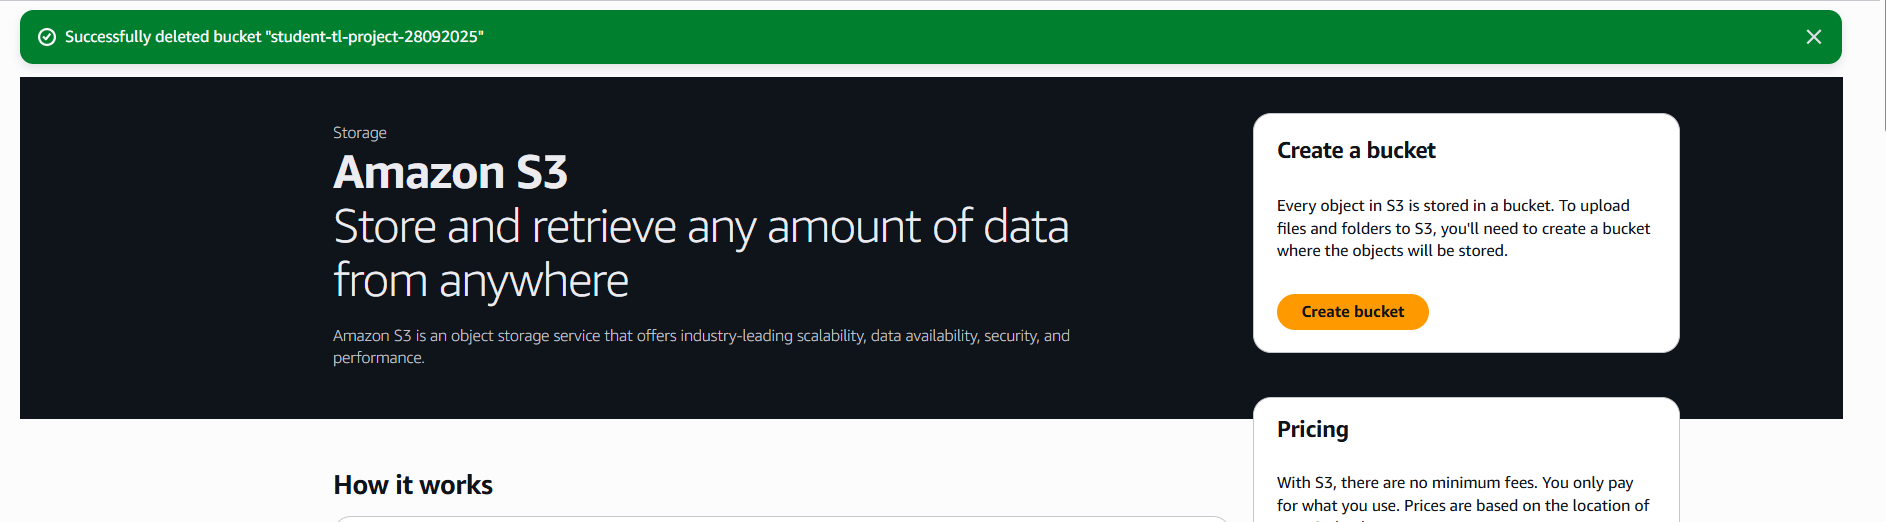 Successfully deleted bucket "student-tl-project-28092025"
Storage
Amazon S3
Store and retrieve any amount of data
from anywhere
Amazon S3 is an object storage service that offers industry-leading scalability, data availability, security, and
performance.
Create a bucket
Every object in S3 is stored in a bucket. To upload
files and folders to S3, you'll need to create a bucket
where the objects will be stored.
Create bucket
Pricing
With S3, there are no minimum fees. You only pay
for what you use. Prices are based on the location of
How it works